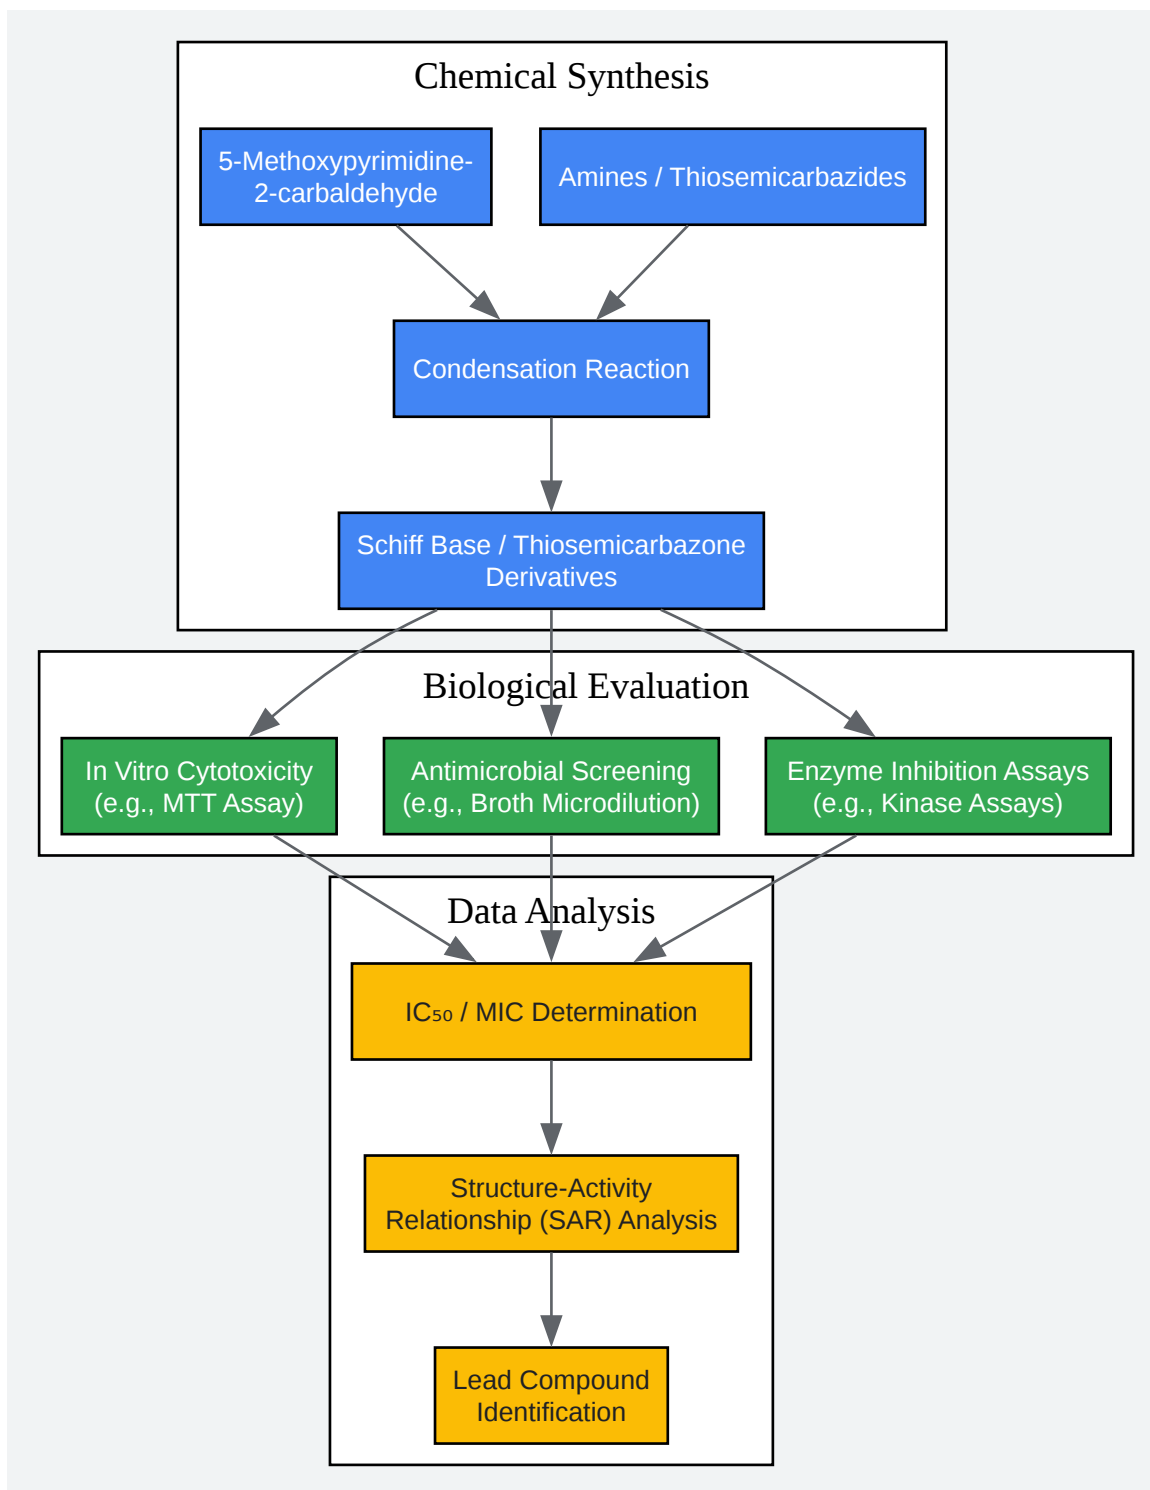 Chemical Synthesis
5-Methoxypyrimidine-
2-carbaldehyde
Amines / Thiosemicarbazides
Condensation Reaction
Schiff Base / Thiosemicarbazone
Derivatives
Biological Evaluation
In Vitro Cytotoxicity
(e.g., MTT Assay)
Antimicrobial Screening
(e.g., Broth Microdilution)
Enzyme Inhibition Assays
(e.g., Kinase Assays)
Data Analysis
IC₅₀ / MIC Determination
Structure-Activity
Relationship (SAR) Analysis
Lead Compound
Identification